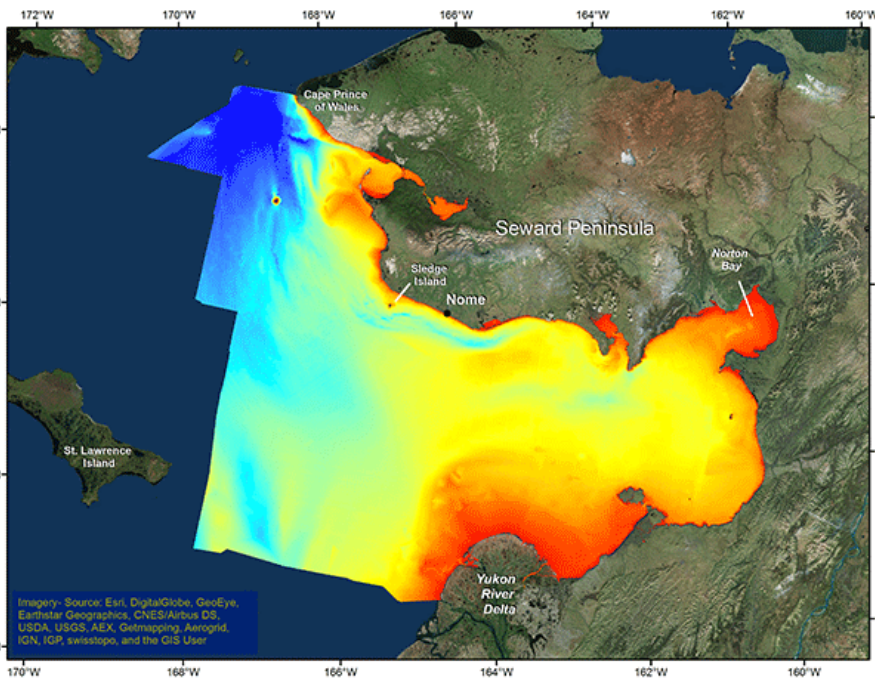 172°W 170°W 168°W 166°W 164°W 162°W 160°W
Cape Prince
of Wales
Seward Peninsula
Norton
Bay
Sledge
Island
Nome
St. Lawrence
Island
Yukon
River
Delta
Imagery- Source: Esri, DigitalGlobe, GeoEye,
Earthstar Geographics, CNES/Airbus DS,
USDA, USGS, AEX, Getmapping, Aerogrid,
IGN, IGP, swisstopo, and the GIS User
170°W 168°W 166°W 164°W 162°W 160°W